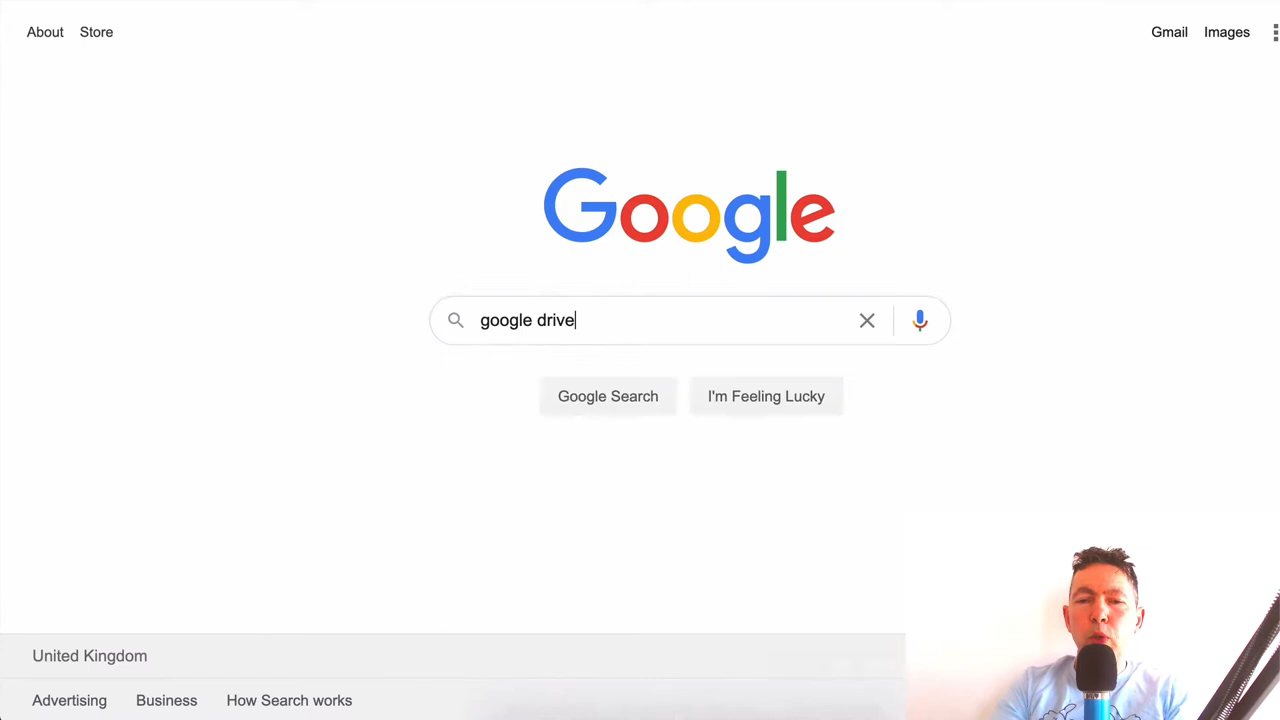 About Store
Gmail Images
Google
google drive
Google Search I'm Feeling Lucky
United Kingdom
Advertising Business How Search works